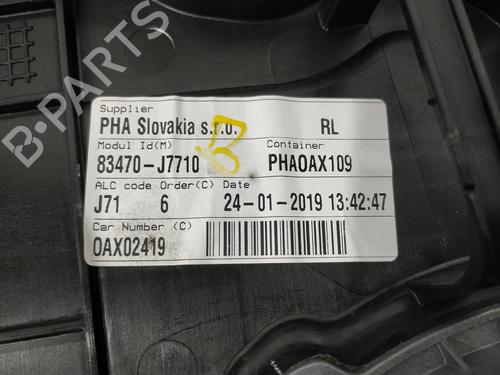 Supplier
PHA Slovakia s.r.o. RL
Modul Id(M) Container
83470-J7710 B PHAOAX109
ALC code Order(C) Date
J71 6 24-01-2019 13:42:47
Car Number (C)
OAX02419
B-PARTS